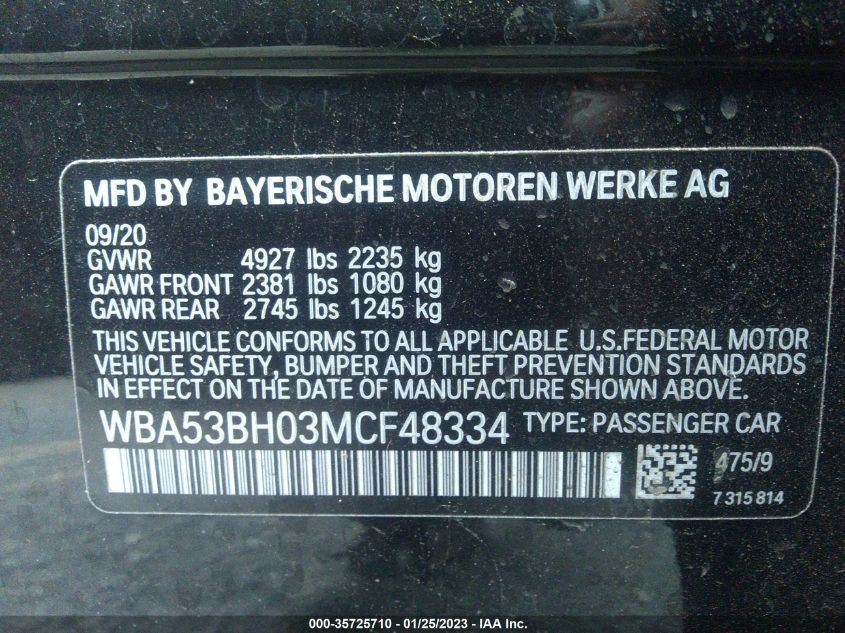 MFD BY BAYERISCHE MOTOREN WERKE AG
09/20
GVWR 4927 lbs 2235 kg
GAWR FRONT 2381 lbs 1080 kg
GAWR REAR 2745 lbs 1245 kg
THIS VEHICLE CONFORMS TO ALL APPLICABLE U.S.FEDERAL MOTOR
VEHICLE SAFETY, BUMPER AND THEFT PREVENTION STANDARDS
IN EFFECT ON THE DATE OF MANUFACTURE SHOWN ABOVE.
WBA53BH03MCF48334 TYPE: PASSENGER CAR
475/9
7 315 814
000-35725710 - 01/25/2023 - © IAA, Inc.